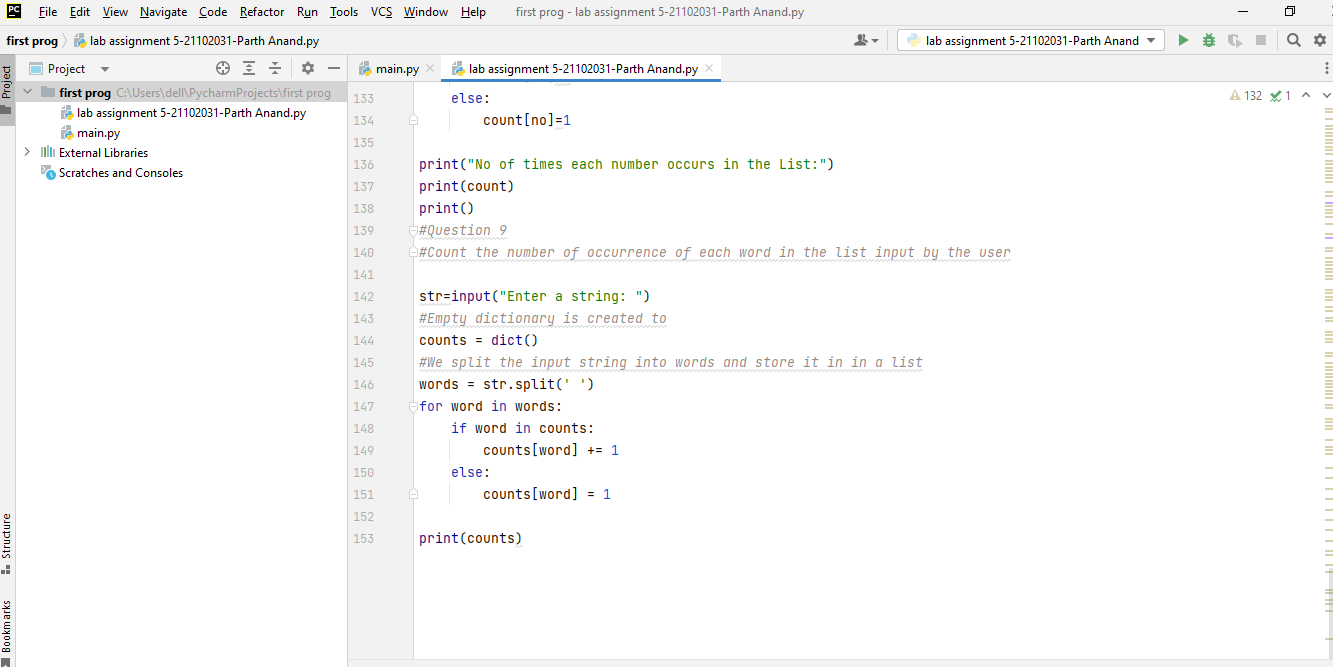 PC File Edit View Navigate Code Refactor Run Tools VCS Window Help first prog - lab assignment 5-21102031-Parth Anand.py
first prog lab assignment 5-21102031-Parth Anand.py lab assignment 5-21102031-Parth Anand
Project
Project
main.py
lab assignment 5-21102031-Parth Anand.py
first prog C:\Users\dell\PycharmProjects\first prog
lab assignment 5-21102031-Parth Anand.py
main.py
External Libraries
Scratches and Consoles
Structure
Bookmarks
132 1
133     else:
134         count[no]=1
135
136 print("No of times each number occurs in the List:")
137 print(count)
138 print()
139 #Question 9
140 #Count the number of occurrence of each word in the list input by the user
141
142 str=input("Enter a string: ")
143 #Empty dictionary is created to
144 counts = dict()
145 #We split the input string into words and store it in in a list
146 words = str.split(' ')
147 for word in words:
148     if word in counts:
149         counts[word] += 1
150     else:
151         counts[word] = 1
152
153 print(counts)